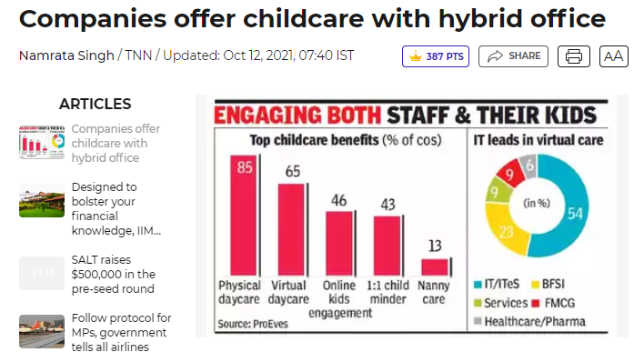 Companies offer childcare with hybrid office
Namrata Singh / TNN / Updated: Oct 12, 2021, 07:40 IST
387 PTS
SHARE
AA
ARTICLES
Companies offer
childcare with
hybrid office
Designed to
bolster your
financial
knowledge, IIM...
TOI
SALT raises
$500,000 in the
pre-seed round
Follow protocol for
MPs, government
tells all airlines
ENGAGING BOTH STAFF & THEIR KIDS
Top childcare benefits (% of cos)
85
65
46
43
13
Physical daycare
Virtual daycare
Online kids engagement
1:1 child minder
Nanny care
Source: ProEves
IT leads in virtual care
6
9
9
(in %)
54
23
IT/ITeS BFSI
Services FMCG
Healthcare/Pharma